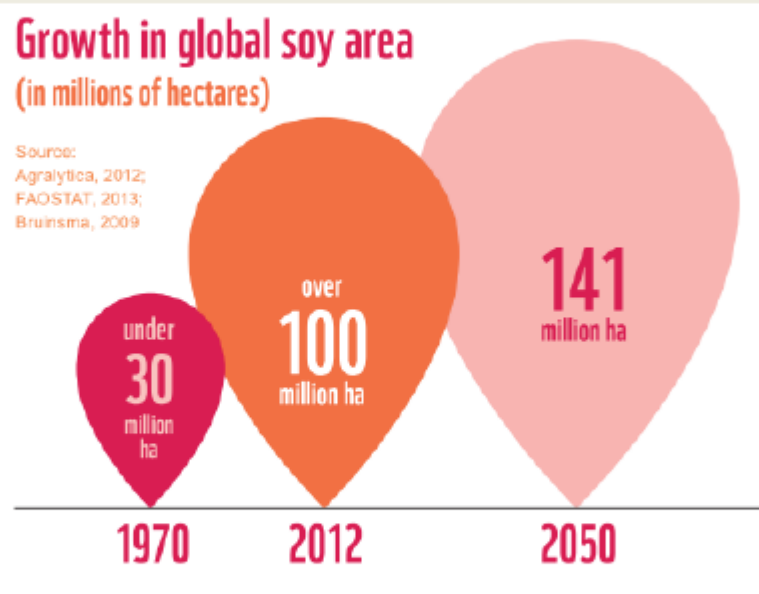 Growth in global soy area
(in millions of hectares)
Source:
Agralytica, 2012;
FAOSTAT, 2013;
Bruinsma, 2009
under
30
million
ha
over
100
million ha
141
million ha
1970
2012
2050